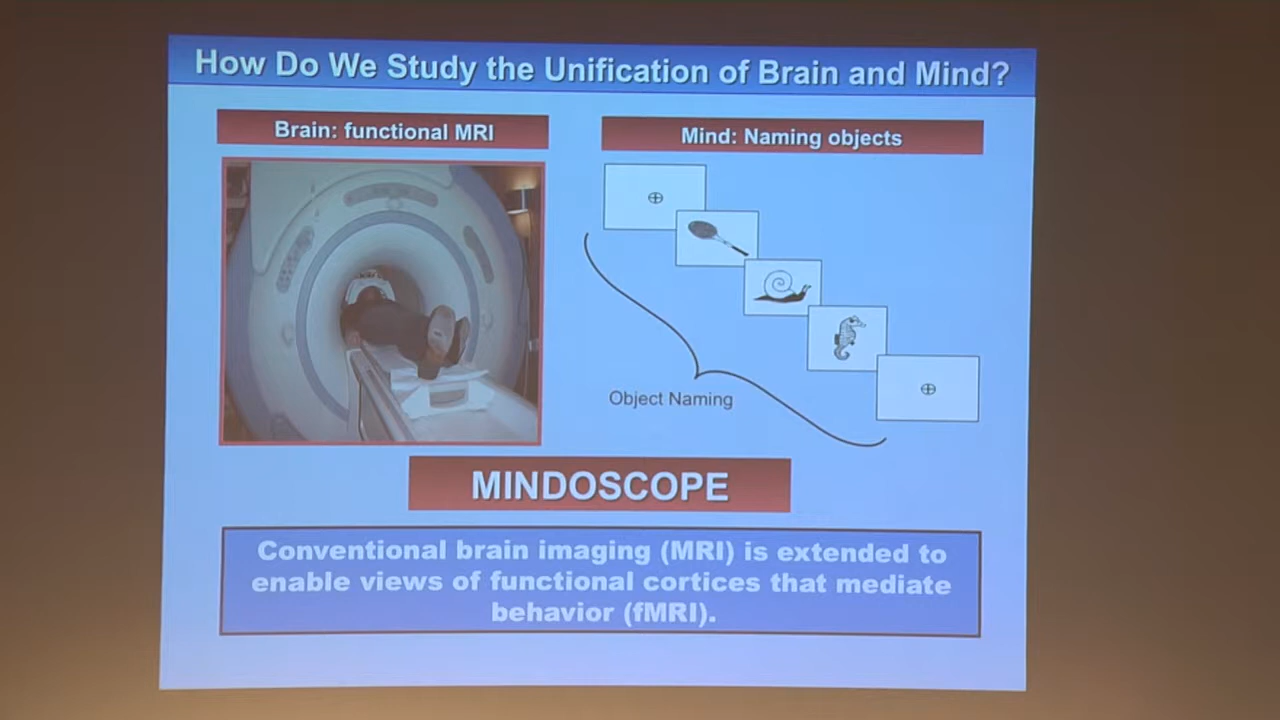 How Do We Study the Unification of Brain and Mind?
Brain: functional MRI
Mind: Naming objects
Object Naming
MINDOSCOPE
Conventional brain imaging (MRI) is extended to
enable views of functional cortices that mediate
behavior (fMRI).